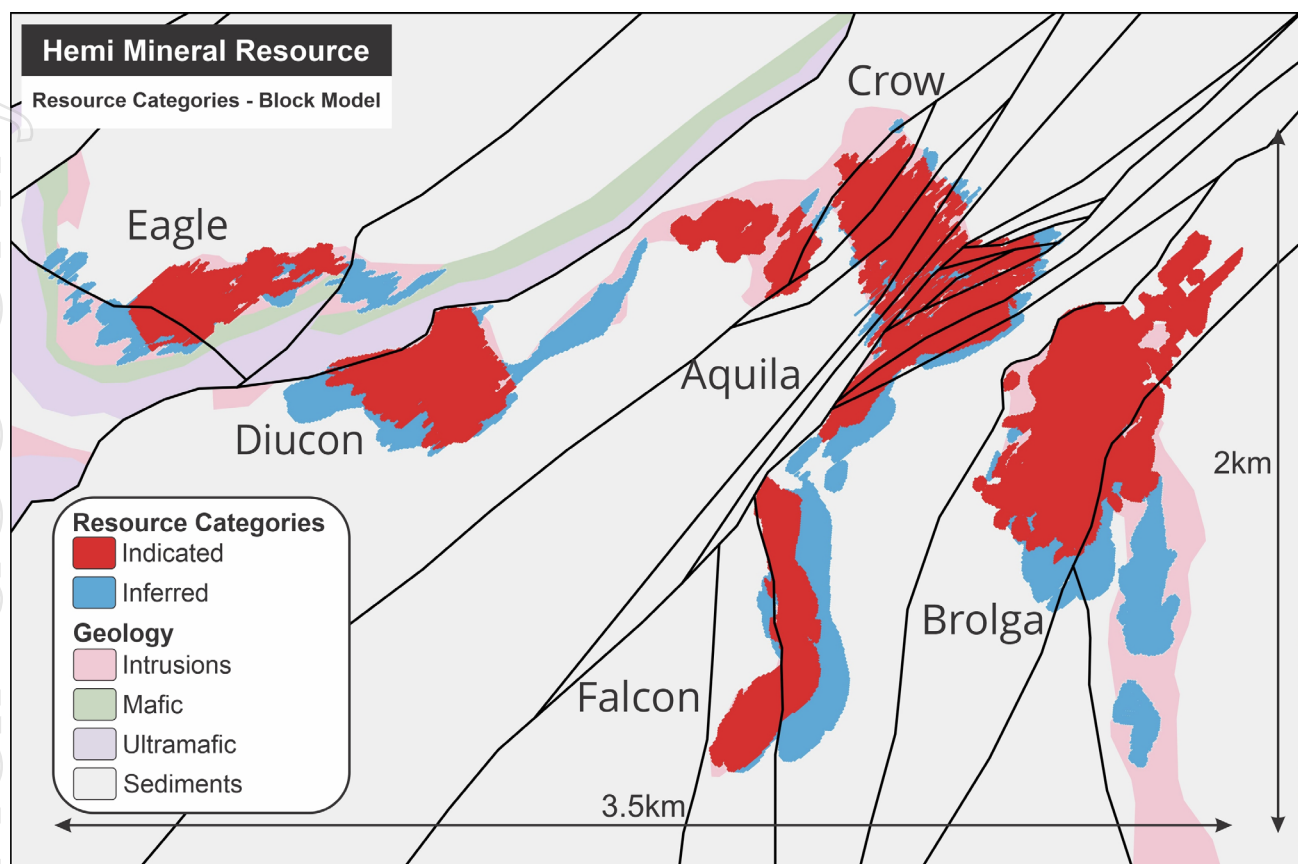 Hemi Mineral Resource
Resource Categories - Block Model
Crow
Eagle
Aquila
Diucon
2km
Resource Categories
Indicated
Inferred
Geology
Intrusions
Mafic
Ultramafic
Sediments
Brolga
Falcon
3.5km